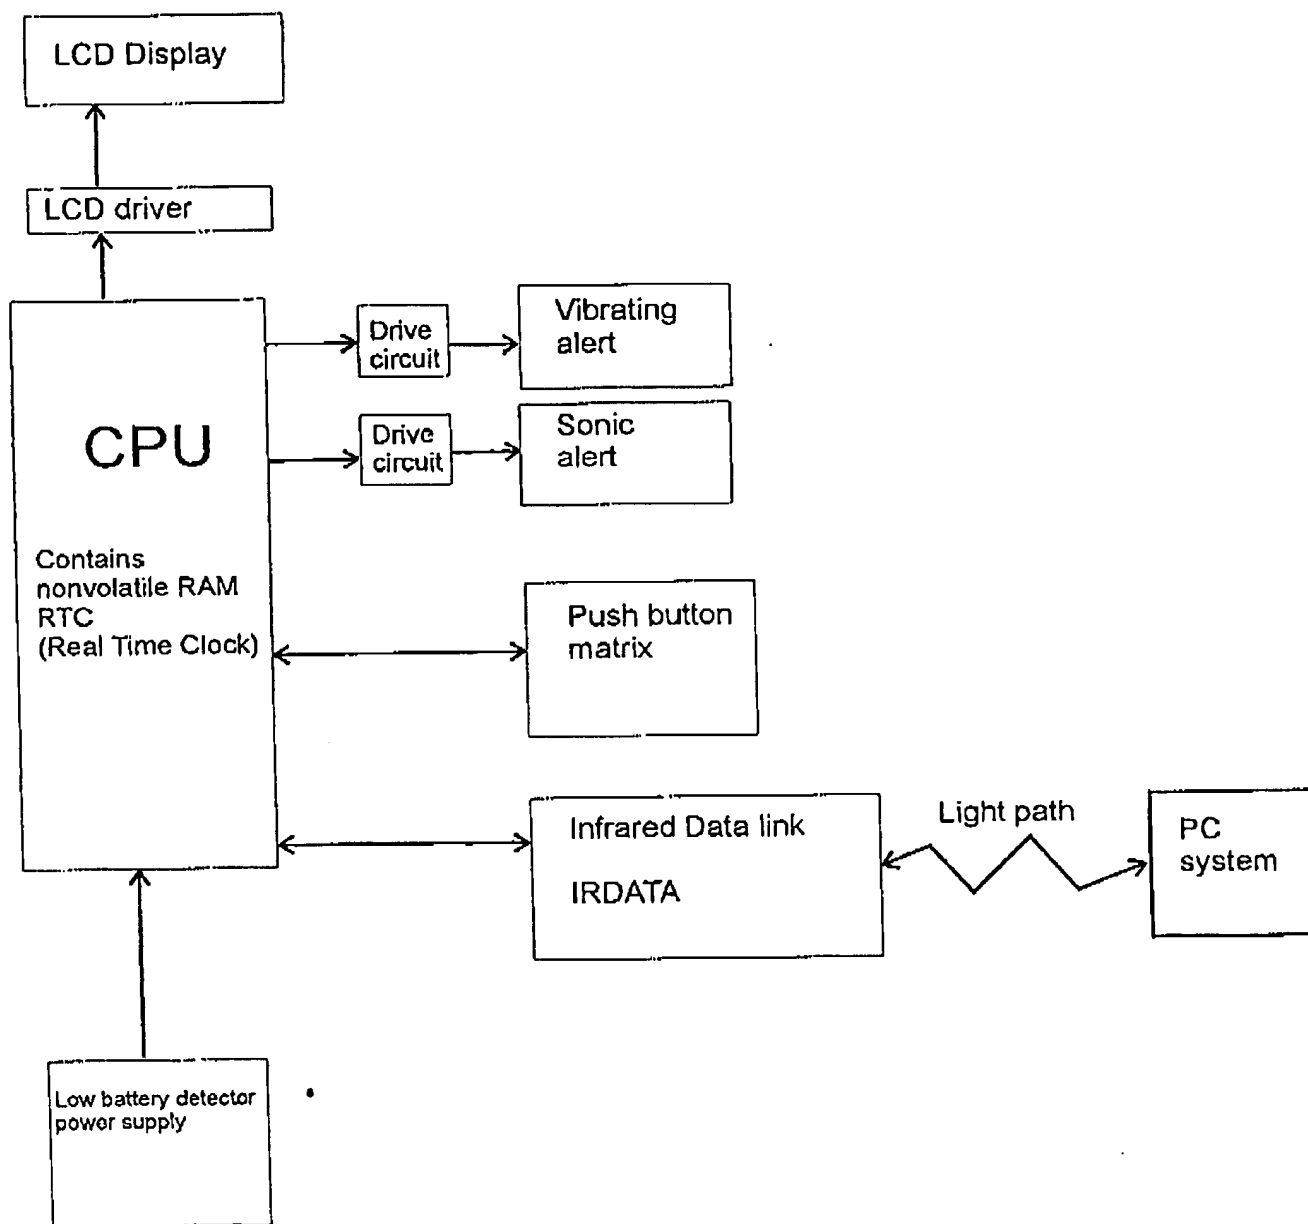 LCD Display
LCD driver
Drive
circuit
Vibrating
alert
CPU
Drive
circuit
Sonic
alert
Contains
nonvolatile RAM
RTC
(Real Time Clock)
Push button
matrix
Infrared Data link
IRDATA
Light path
PC
system
Low battery detector
power supply